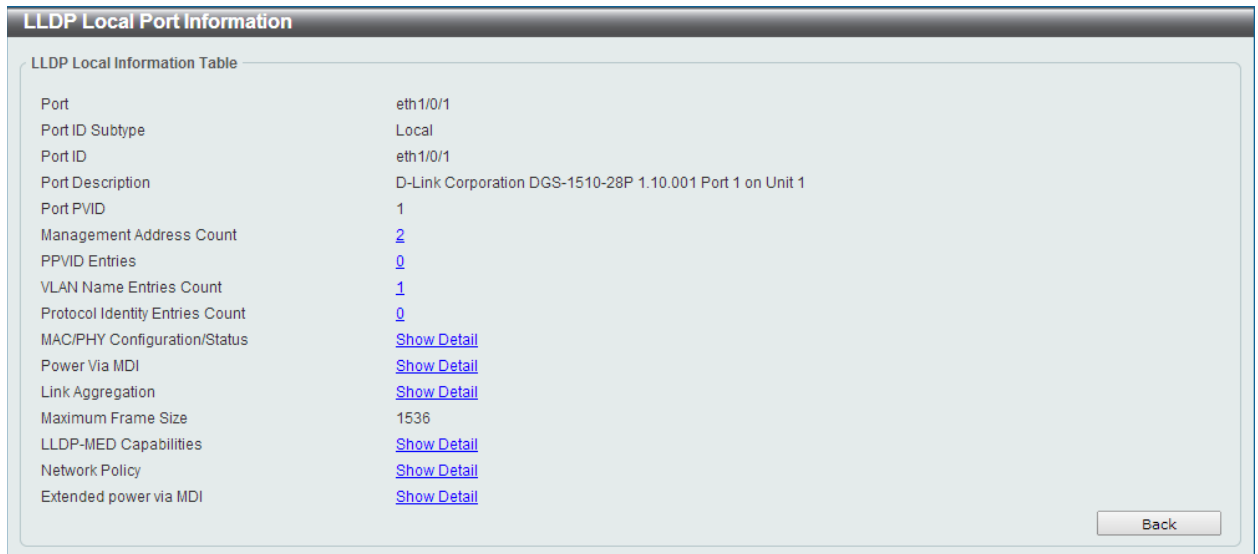 LLDP Local Port Information
LLDP Local Information Table
Port eth1/0/1
Port ID Subtype Local
Port ID eth1/0/1
Port Description D-Link Corporation DGS-1510-28P 1.10.001 Port 1 on Unit 1
Port PVID 1
Management Address Count 2
PPVID Entries 0
VLAN Name Entries Count 1
Protocol Identity Entries Count 0
MAC/PHY Configuration/Status Show Detail
Power Via MDI Show Detail
Link Aggregation Show Detail
Maximum Frame Size 1536
LLDP-MED Capabilities Show Detail
Network Policy Show Detail
Extended power via MDI Show Detail
Back